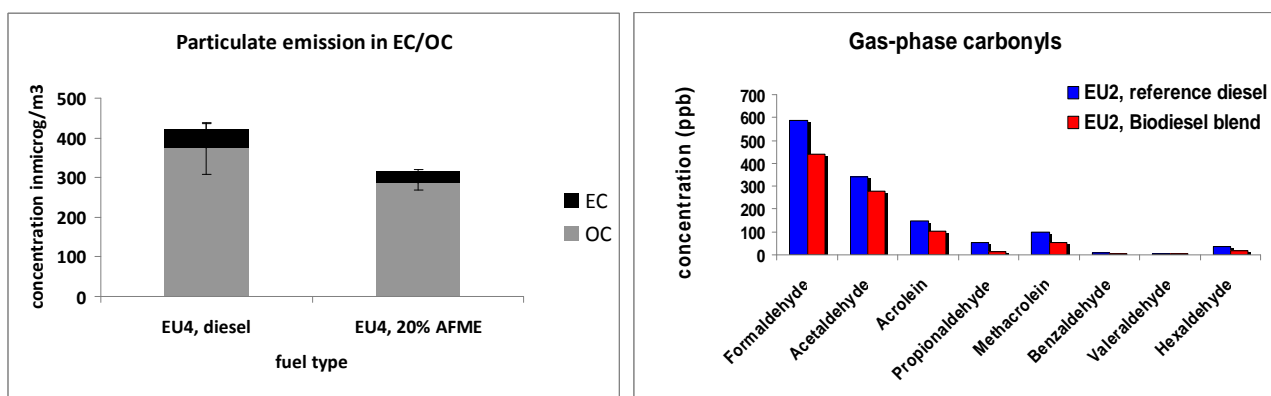 Particulate emission in EC/OC
concentration inmicrog/m3
500
400
300
200
100
0
EU4, diesel
EU4, 20% AFME
fuel type
EC
OC
Gas-phase carbonyls
concentration (ppb)
700
600
500
400
300
200
100
0
EU2, reference diesel
EU2, Biodiesel blend
Formaldehyde
Acetaldehyde
Acrolein
Propionaldehyde
Methacrolein
Benzaldehyde
Valeraldehyde
Hexaldehyde